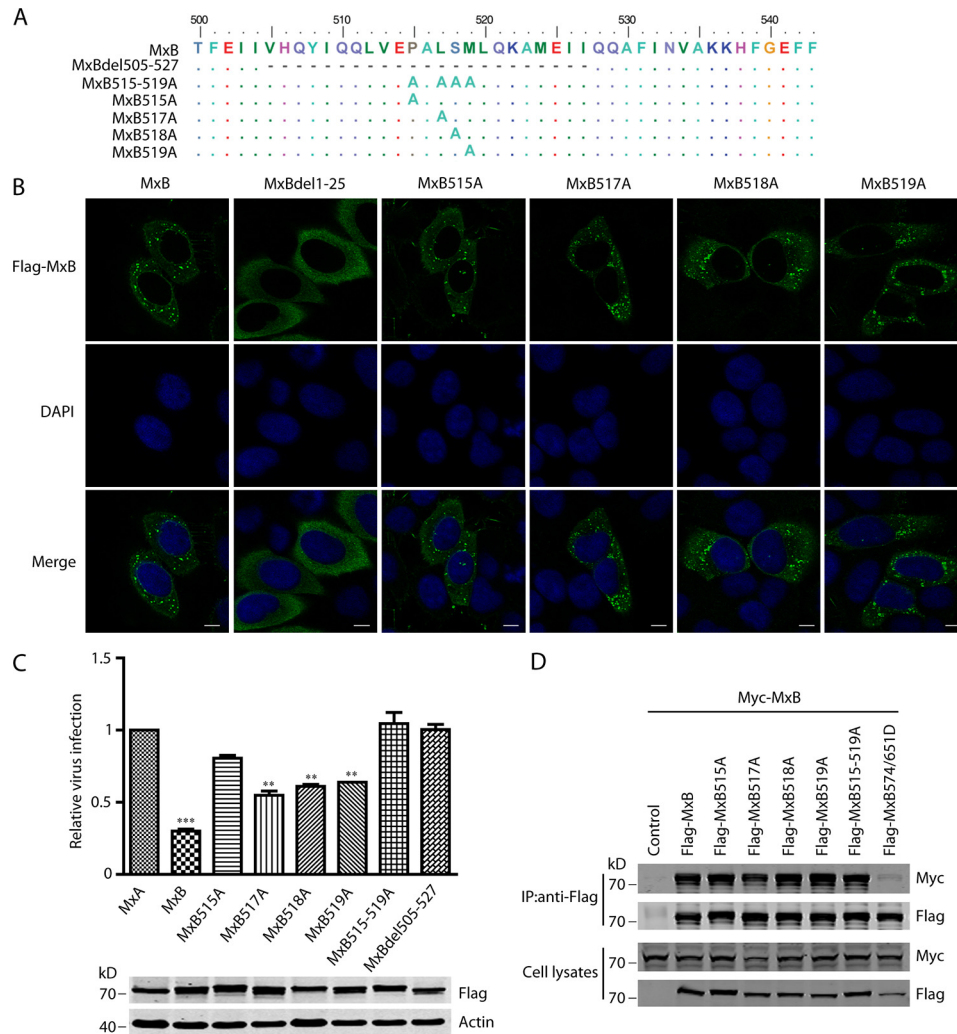 A
500 510 520 530 540
MxB TFEIIVHQYIQQLVEPALSMLQKAMEIIQQAFINVAKKHFGEFF
MxBdel505-527
MxB515-519A A AAA
MxB515A A
MxB517A A
MxB518A A
MxB519A A
B
MxB MxBdel1-25 MxB515A MxB517A MxB518A MxB519A
Flag-MxB
DAPI
Merge
C
Relative virus infection
1.5
1
0.5
0
*** ** ** **
MxA MxB MxB515A MxB517A MxB518A MxB519A MxB515-519A MxBdel505-527
kD
70 Flag
40 Actin
D
Myc-MxB
Control Flag-MxB Flag-MxB515A Flag-MxB517A Flag-MxB518A Flag-MxB519A Flag-MxB515-519A Flag-MxB574/651D
kD
IP:anti-Flag
70 Myc
70 Flag
Cell lysates
70 Myc
70 Flag